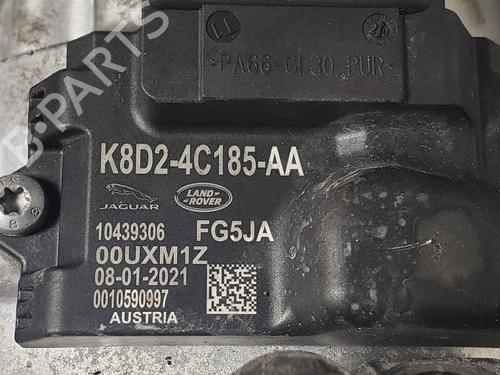 >PA66-GF30 PUR<
K8D2-4C185-AA
JAGUAR
LAND
ROVER
10439306 FG5JA
00UXM1Z
08-01-2021
0010590997
AUSTRIA
B-PARTS